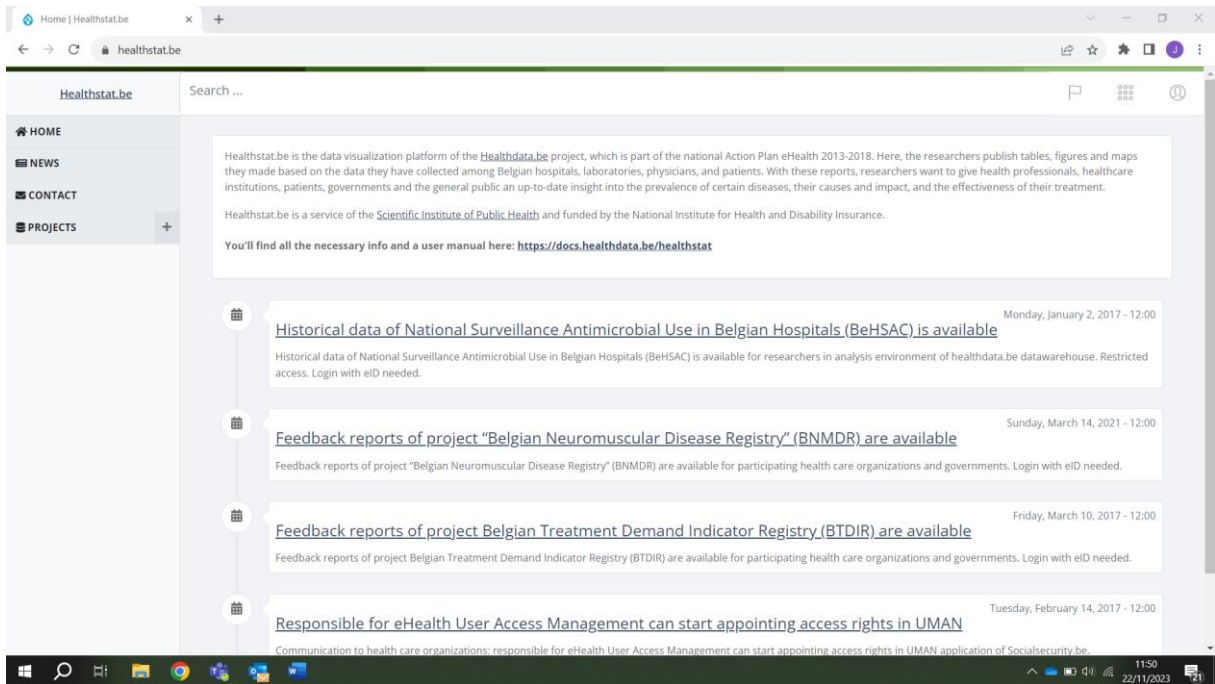 Home | Healthstat.be
healthstat.be
J
Healthstat.be
Search ...
HOME
NEWS
CONTACT
PROJECTS
Healthstat.be is the data visualization platform of the Healthdata.be project, which is part of the national Action Plan eHealth 2013-2018. Here, the researchers publish tables, figures and maps
they made based on the data they have collected among Belgian hospitals, laboratories, physicians, and patients. With these reports, researchers want to give health professionals, healthcare
institutions, patients, governments and the general public an up-to-date insight into the prevalence of certain diseases, their causes and impact, and the effectiveness of their treatment.
Healthstat.be is a service of the Scientific Institute of Public Health and funded by the National Institute for Health and Disability Insurance.
You'll find all the necessary info and a user manual here: https://docs.healthdata.be/healthstat
Monday, January 2, 2017 - 12:00
Historical data of National Surveillance Antimicrobial Use in Belgian Hospitals (BeHSAC) is available
Historical data of National Surveillance Antimicrobial Use in Belgian Hospitals (BeHSAC) is available for researchers in analysis environment of healthdata.be datawarehouse. Restricted
access. Login with eID needed.
Sunday, March 14, 2021 - 12:00
Feedback reports of project “Belgian Neuromuscular Disease Registry” (BNMDR) are available
Feedback reports of project "Belgian Neuromuscular Disease Registry” (BNMDR) are available for participating health care organizations and governments. Login with eID needed.
Friday, March 10, 2017 - 12:00
Feedback reports of project Belgian Treatment Demand Indicator Registry (BTDIR) are available
Feedback reports of project Belgian Treatment Demand Indicator Registry (BTDIR) are available for participating health care organizations and governments. Login with eID needed.
Tuesday, February 14, 2017 - 12:00
Responsible for eHealth User Access Management can start appointing access rights in UMAN
Communication to health care organizations: responsible for eHealth User Access Management can start appointing access rights in UMAN application of Socialsecurity.be.
11:50
22/11/2023
21